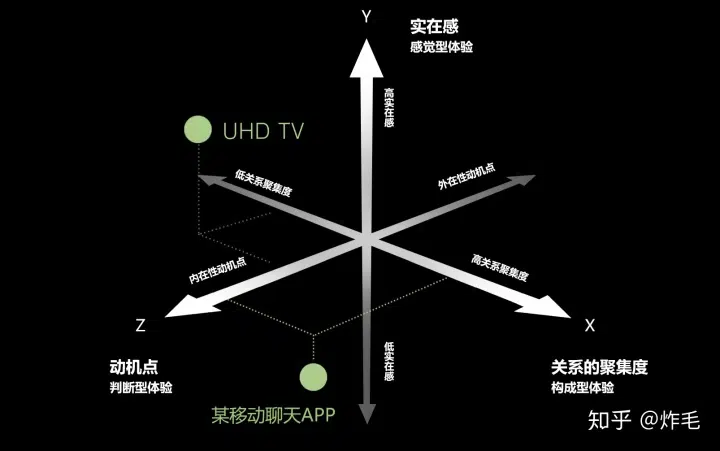 Y
实在感
感觉型体验
高实在感
UHD TV
低关系聚集度
外在性动机点
内在性动机点
高关系聚集度
Z
X
动机点
判断型体验
低实在感
关系的聚集度
构成型体验
某移动聊天APP
知乎 @炸毛